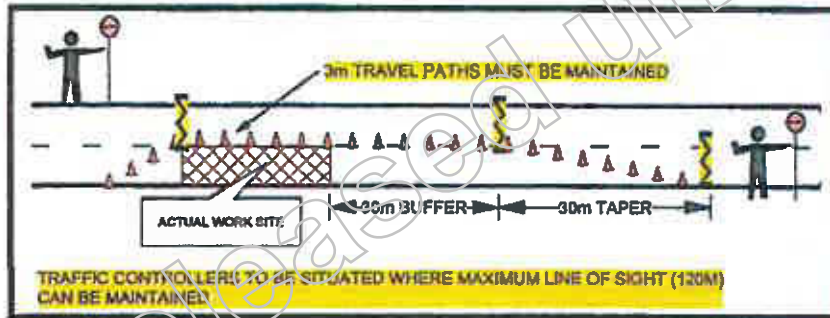 3m TRAVEL PATHS MUST BE MAINTAINED
ACTUAL WORK SITE
30m BUFFER
30m TAPER
TRAFFIC CONTROLLERS TO BE SITUATED WHERE MAXIMUM LINE OF SIGHT (120M)
CAN BE MAINTAINED